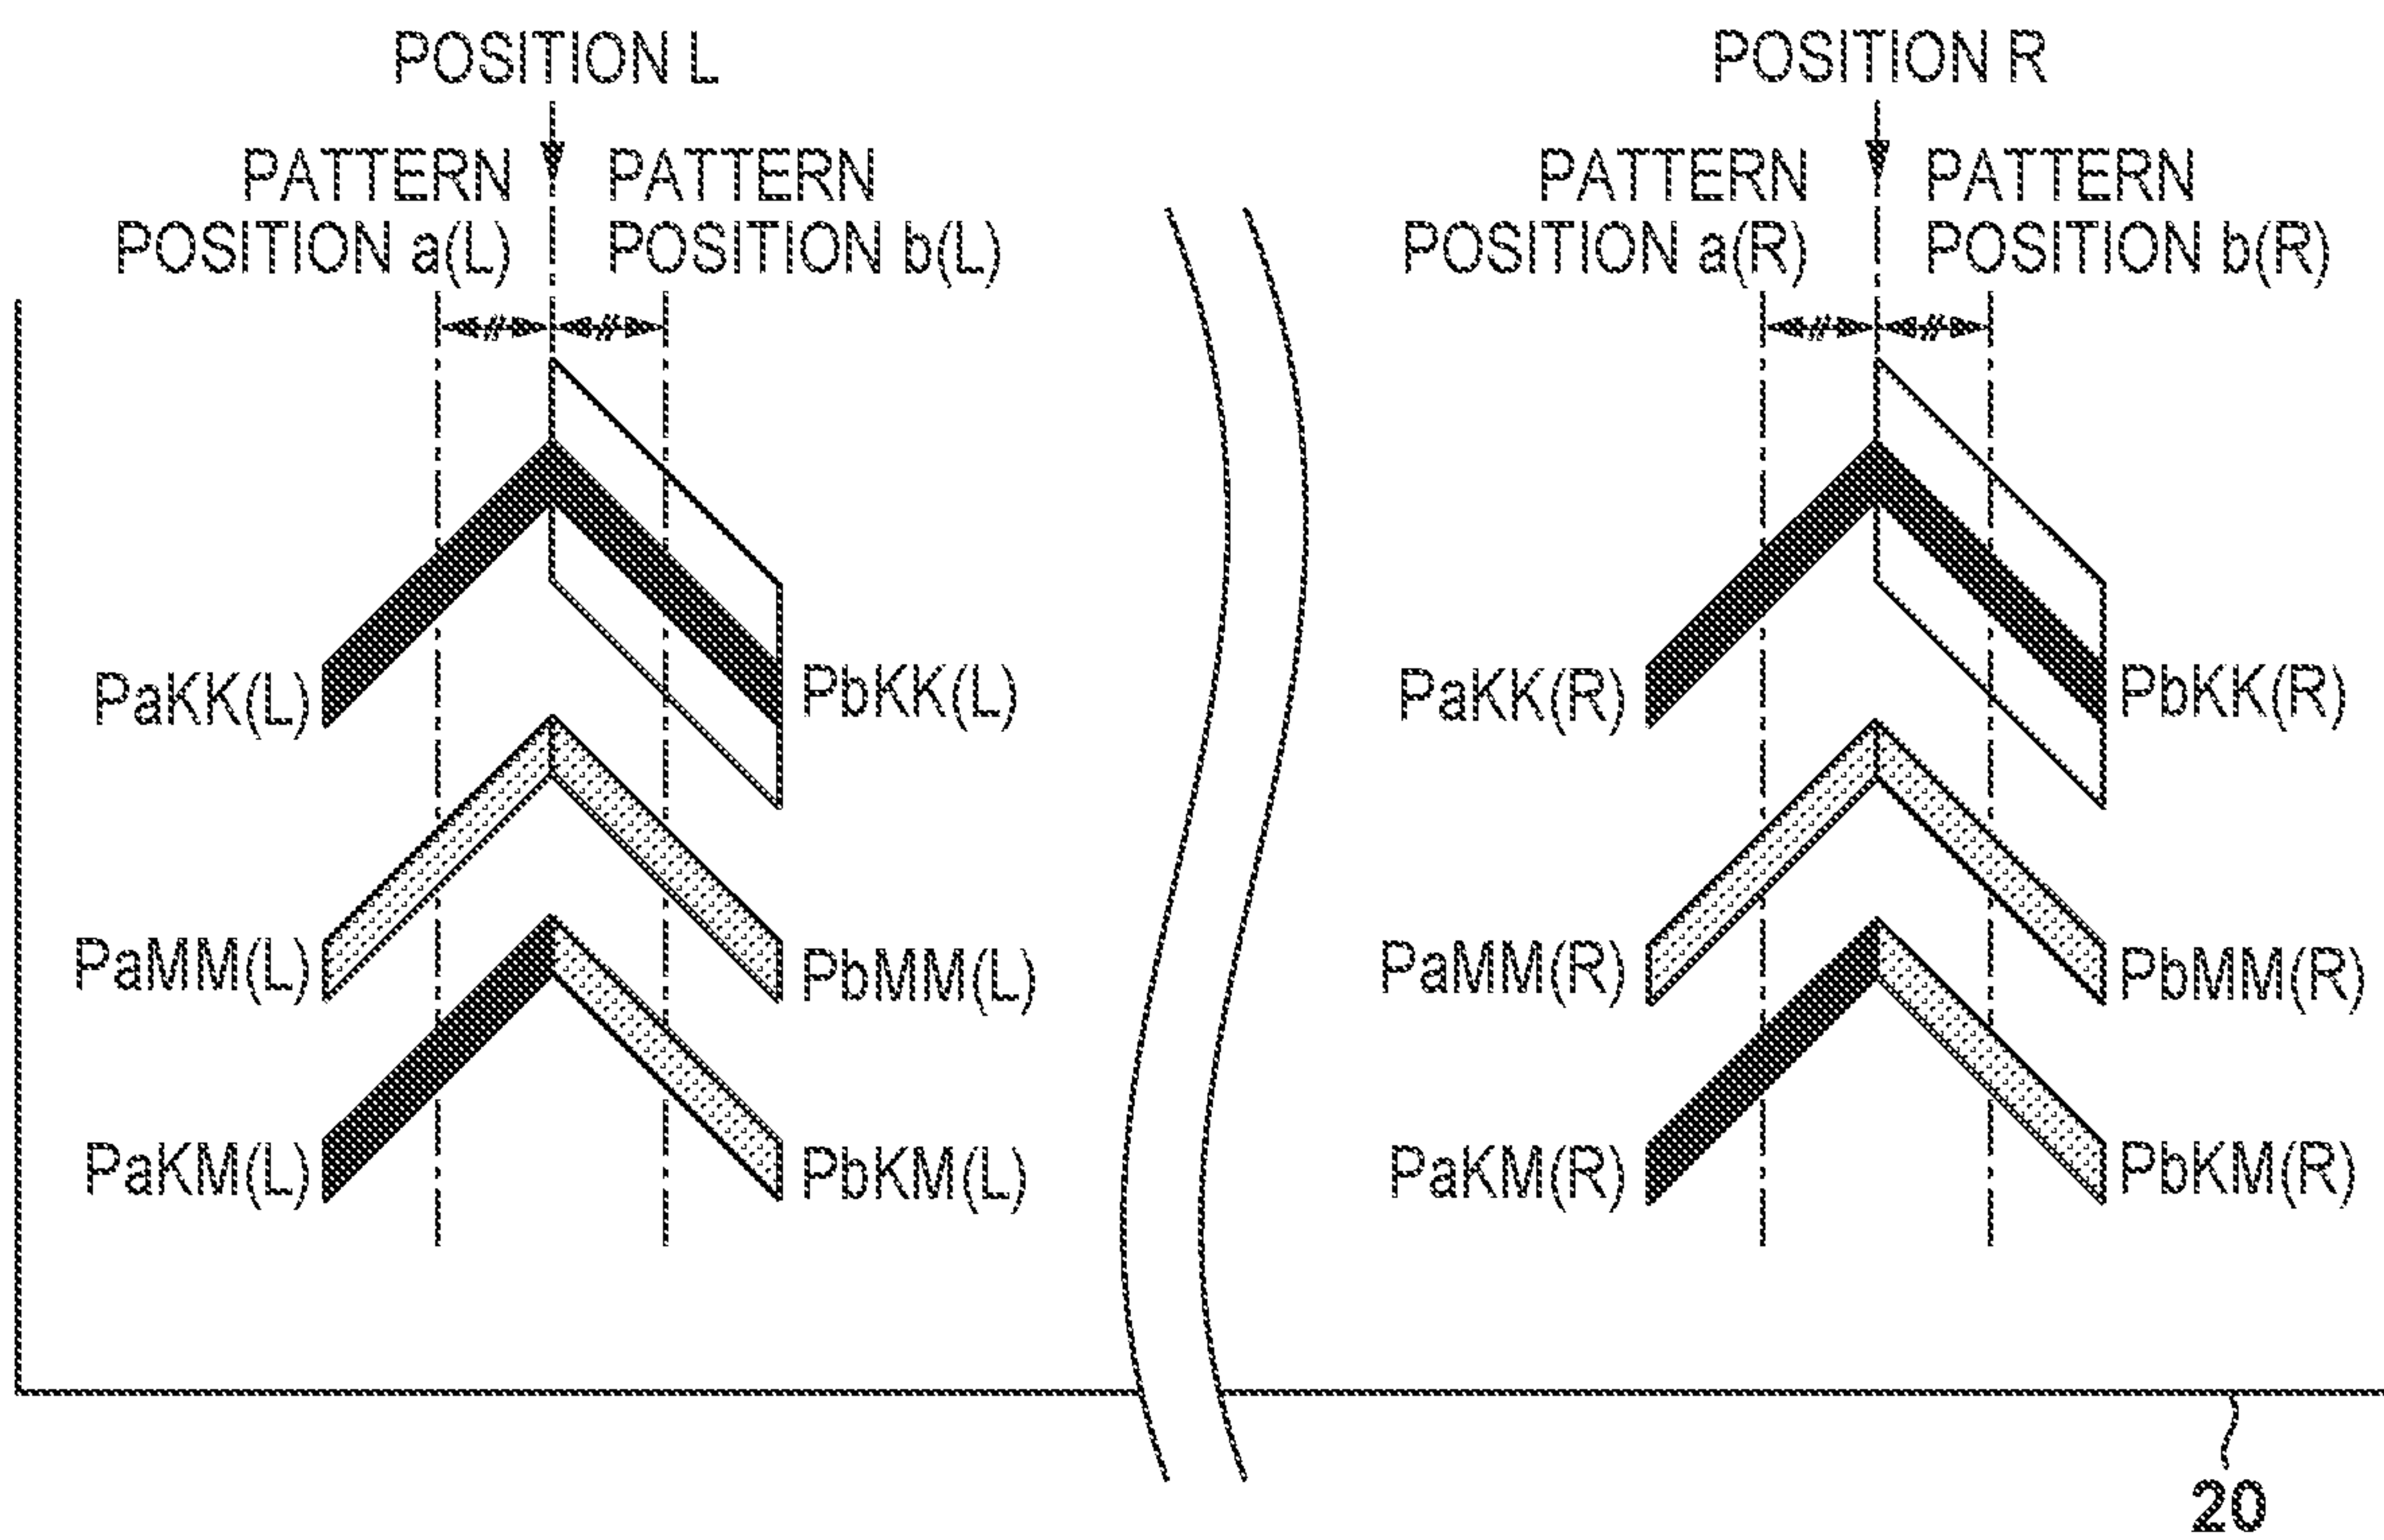 POSITION L
PATTERN
POSITION a(L)
PATTERN
POSITION b(L)
POSITION R
PATTERN
POSITION a(R)
PATTERN
POSITION b(R)
PaKK(L)
PbKK(L)
PaKK(R)
PbKK(R)
PaMM(L)
PbMM(L)
PaMM(R)
PbMM(R)
PaKM(L)
PbKM(L)
PaKM(R)
PbKM(R)
20